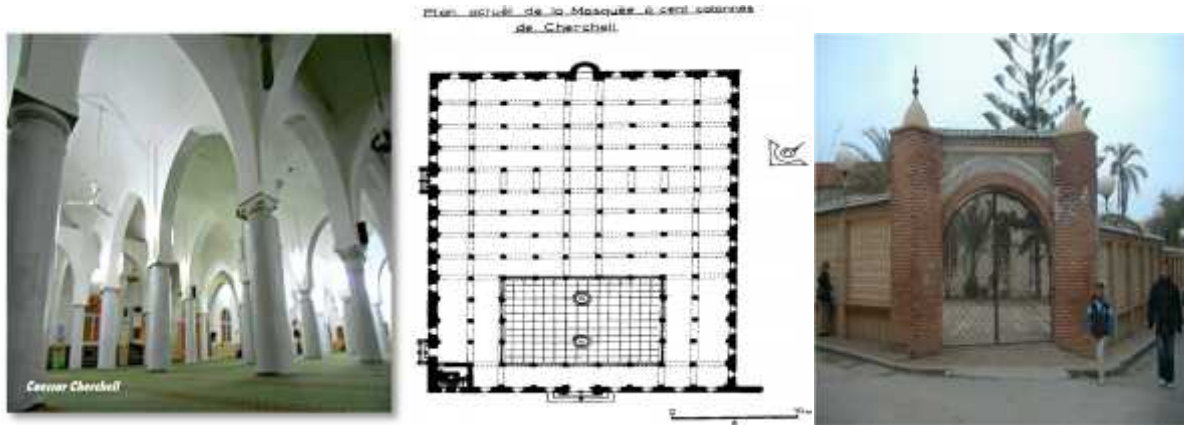 Plan actuel de la Mosquée à cent colonnes
de Cherchell
Caesar Cherchell